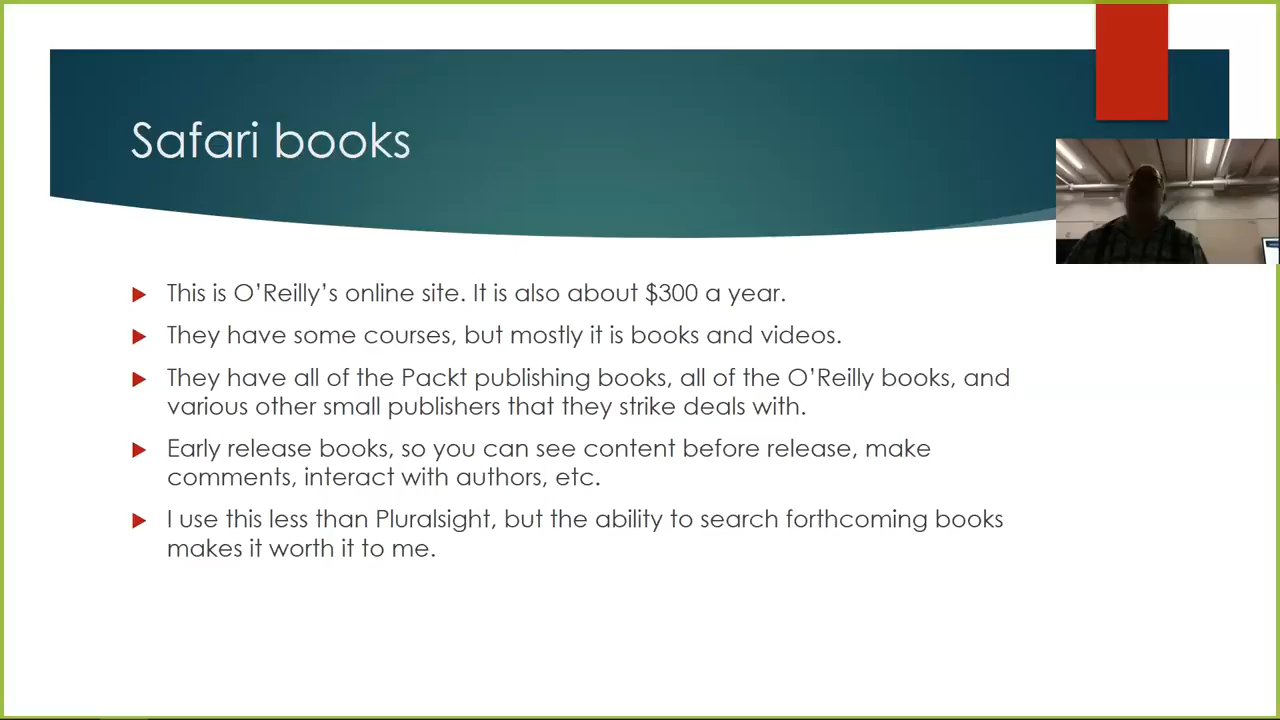 Safari books
This is O’Reilly’s online site. It is also about $300 a year.
They have some courses, but mostly it is books and videos.
They have all of the Packt publishing books, all of the O’Reilly books, and
various other small publishers that they strike deals with.
Early release books, so you can see content before release, make
comments, interact with authors, etc.
I use this less than Pluralsight, but the ability to search forthcoming books
makes it worth it to me.